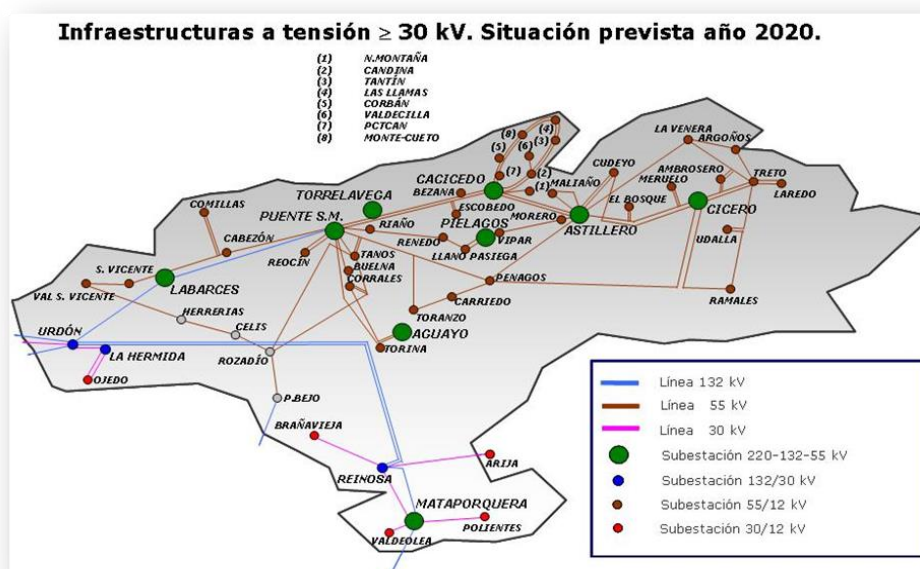 Infraestructuras a tensión ≥ 30 kV. Situación prevista año 2020.
(1) N.MONTAÑA
(2) CANDINA
(3) TANTÍN
(4) LAS LLAMAS
(5) CORBÁN
(6) VALDECILLA
(7) PCTCAN
(8) MONTE-CUETO
(8)
(4)
(5)
(6)
(3)
(7)
(2)
(1)
LA VENERA
ARGOÑOS
CUDEYO
CACICEDO
BEZANA
MALIAÑO
AMBROSERO
MERUELO
TRETO
LAREDO
TORRELAVEGA
ESCOBEDO
EL BOSQUE
CICERO
COMILLAS
PUENTE S.M.
RIAÑO
PIÉLAGOS
MORERO
ASTILLERO
CABEZÓN
RENEDO
VIPAR
UDALLA
REOCÍN
TANOS
LLANO PASIEGA
S. VICENTE
BUELNA
CORRALES
PENAGOS
VAL S. VICENTE
LABARCES
CARRIEDO
RAMALES
HERRERIAS
TORANZO
URDÓN
CELIS
AGUAYO
LA HERMIDA
ROZADÍO
TORINA
OJEDO
P.BEJO
BRAÑAVIEJA
ARIJA
REINOSA
MATAPORQUERA
POLIENTES
VALDEOLEA
Línea 132 kV
Línea 55 kV
Línea 30 kV
Subestación 220-132-55 kV
Subestación 132/30 kV
Subestación 55/12 kV
Subestación 30/12 kV